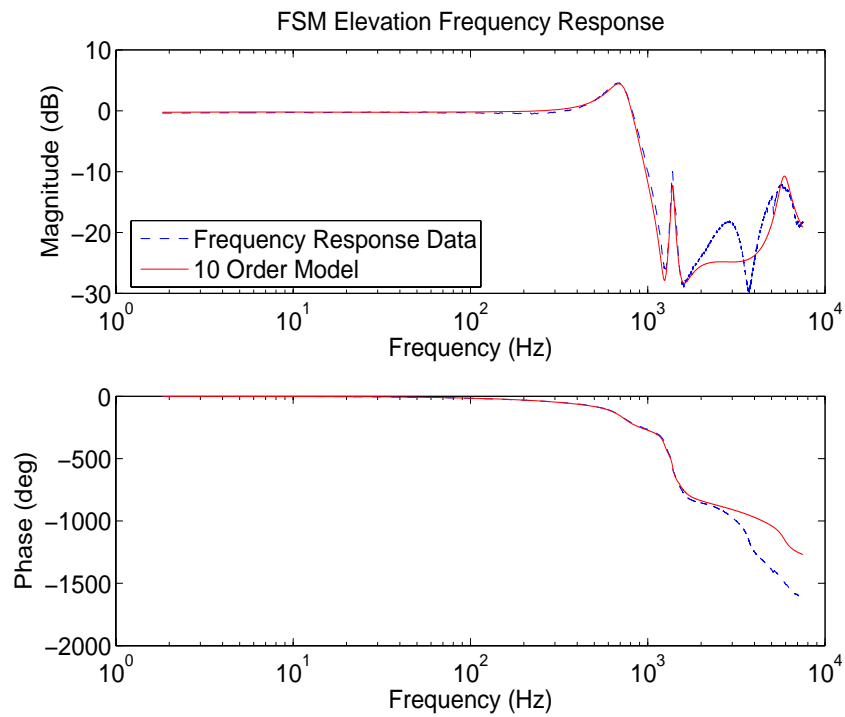 FSM Elevation Frequency Response
Magnitude (dB)
10
0
−10
−20
−30
Frequency Response Data
10 Order Model
10^0 10^1 10^2 10^3 10^4
Frequency (Hz)
Phase (deg)
0
−500
−1000
−1500
−2000
10^0 10^1 10^2 10^3 10^4
Frequency (Hz)